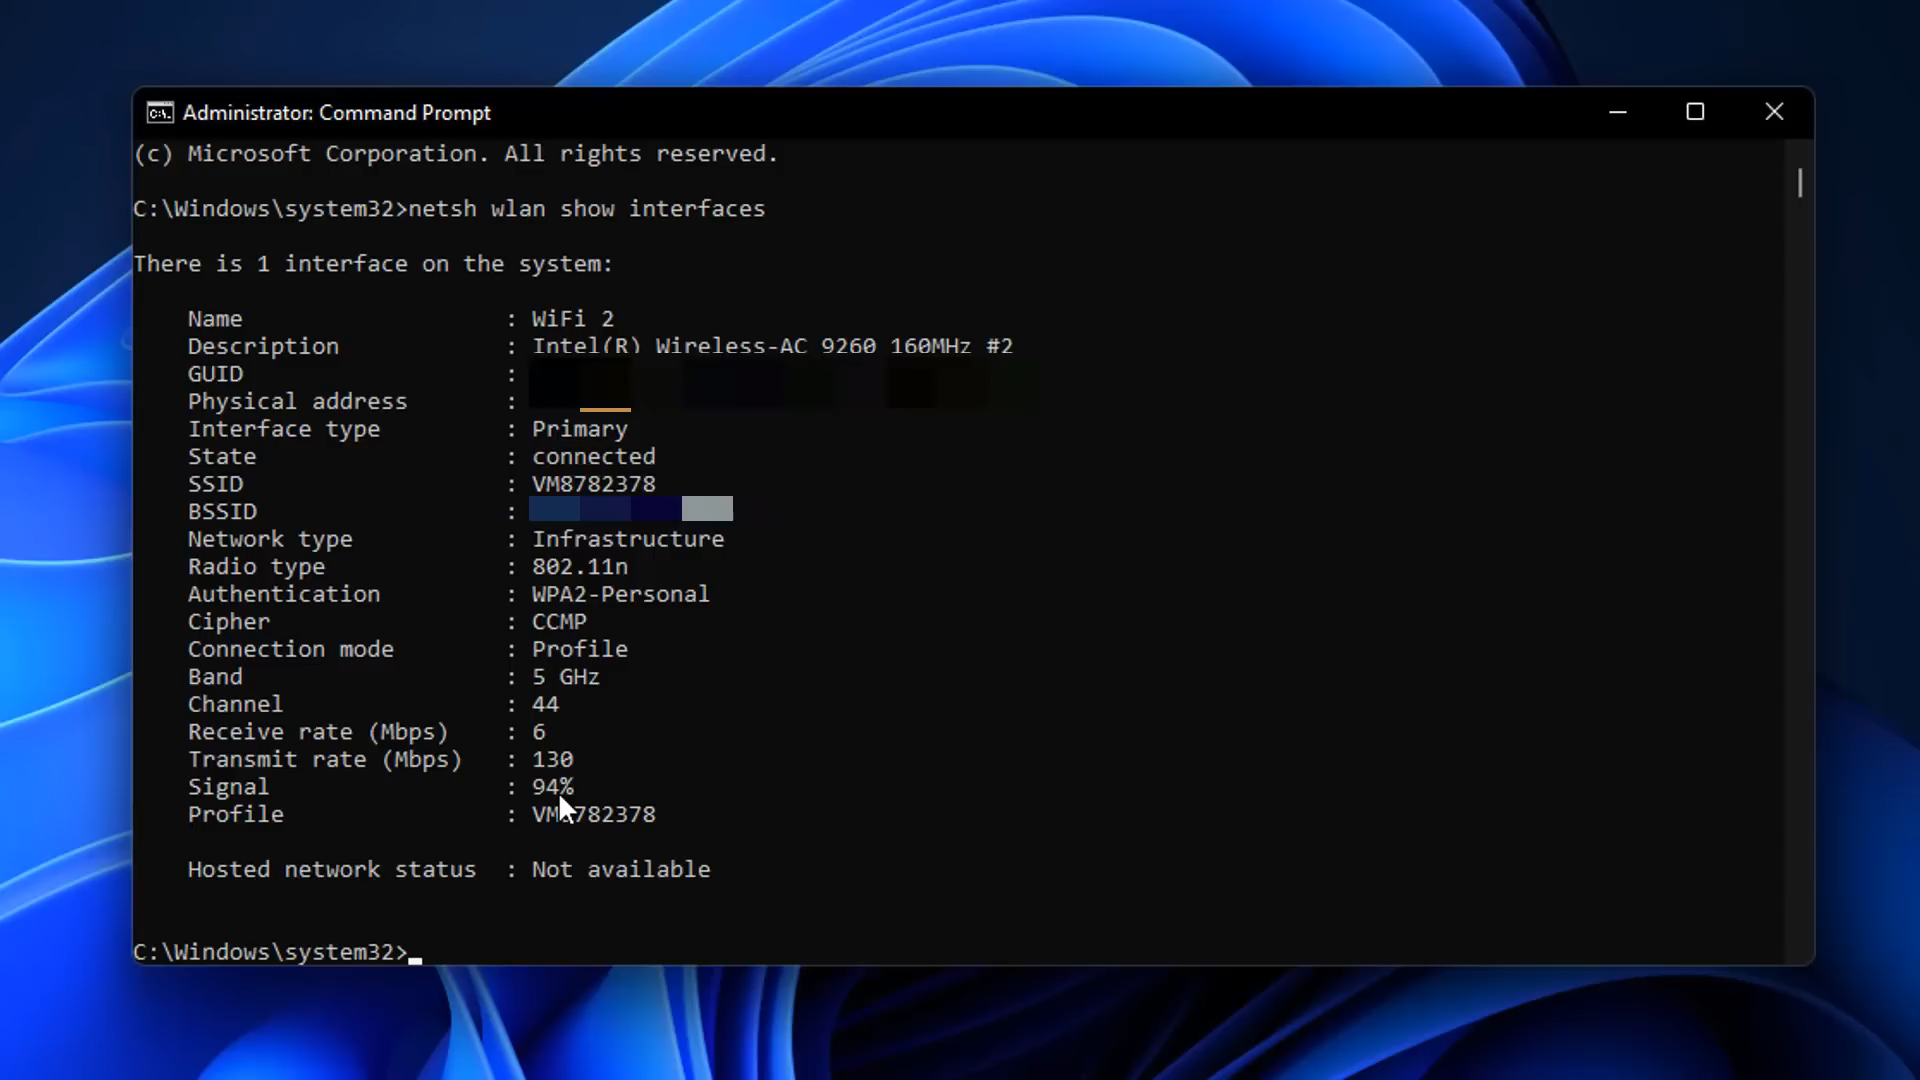 Administrator: Command Prompt
(c) Microsoft Corporation. All rights reserved.
C:\Windows\system32>netsh wlan show interfaces
There is 1 interface on the system:
Name : WiFi 2
Description : Intel(R) Wireless-AC 9260 160MHz #2
GUID :
Physical address :
Interface type : Primary
State : connected
SSID : VM8782378
BSSID :
Network type : Infrastructure
Radio type : 802.11n
Authentication : WPA2-Personal
Cipher : CCMP
Connection mode : Profile
Band : 5 GHz
Channel : 44
Receive rate (Mbps) : 6
Transmit rate (Mbps) : 130
Signal : 94%
Profile : VM8782378
Hosted network status : Not available
C:\Windows\system32>